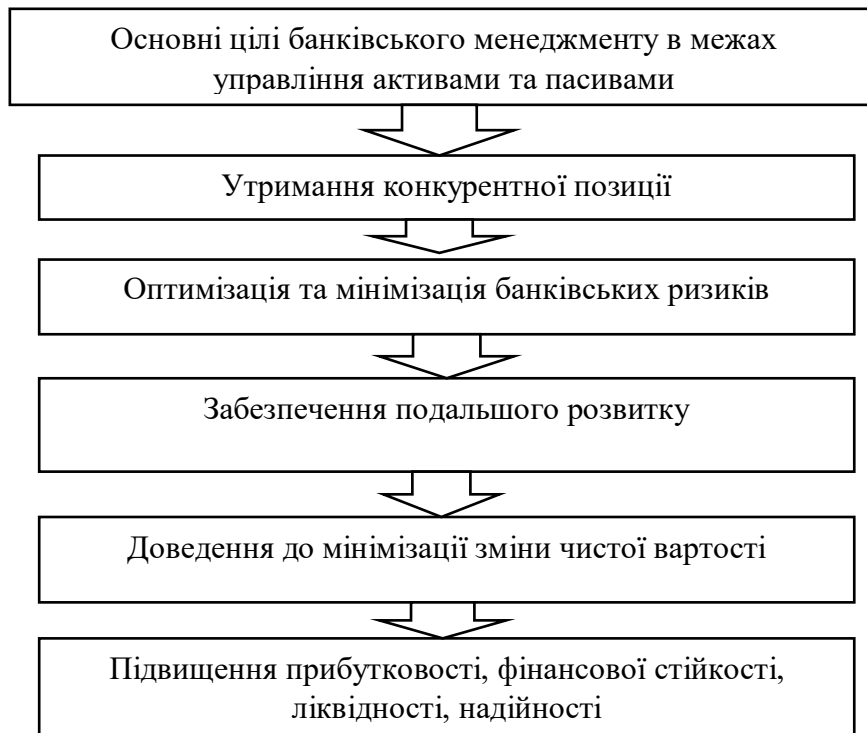 Основні цілі банківського менеджменту в межах
управління активами та пасивами
Утримання конкурентної позиції
Оптимізація та мінімізація банківських ризиків
Забезпечення подальшого розвитку
Доведення до мінімізації зміни чистої вартості
Підвищення прибутковості, фінансової стійкості,
ліквідності, надійності